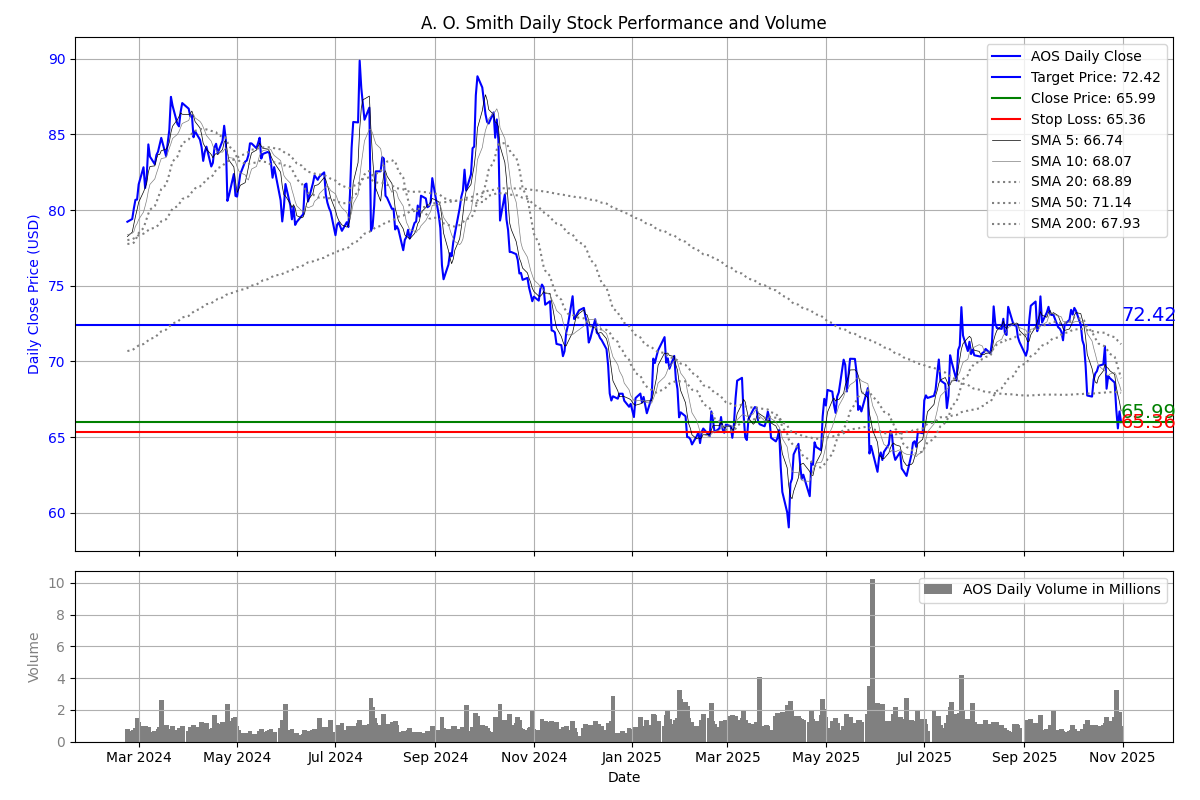 A. O. Smith Daily Stock Performance and Volume
Daily Close Price (USD)
90
85
80
75
70
65
60
AOS Daily Close
Target Price: 72.42
Close Price: 65.99
Stop Loss: 65.36
SMA 5: 66.74
SMA 10: 68.07
SMA 20: 68.89
SMA 50: 71.14
SMA 200: 67.93
72.42
65.99
65.36
Volume
10
8
6
4
2
0
AOS Daily Volume in Millions
Mar 2024
May 2024
Jul 2024
Sep 2024
Nov 2024
Jan 2025
Mar 2025
May 2025
Jul 2025
Sep 2025
Nov 2025
Date